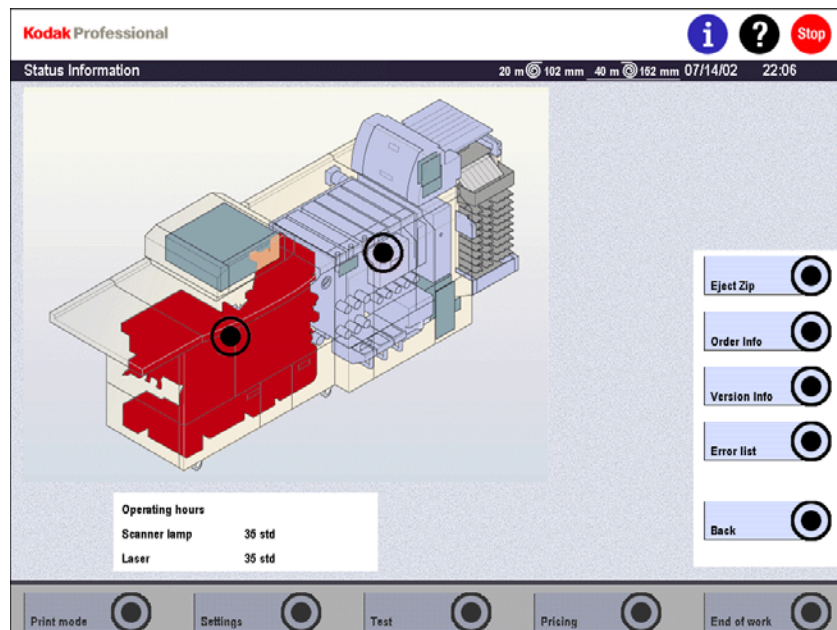 Kodak Professional
i ? Stop
Status Information 20 m 102 mm 40 m 152 mm 07/14/02 22:06
Eject Zip
Order Info
Version Info
Error list
Back
Operating hours
Scanner lamp 35 std
Laser 35 std
Print mode Settings Test Pricing End of work